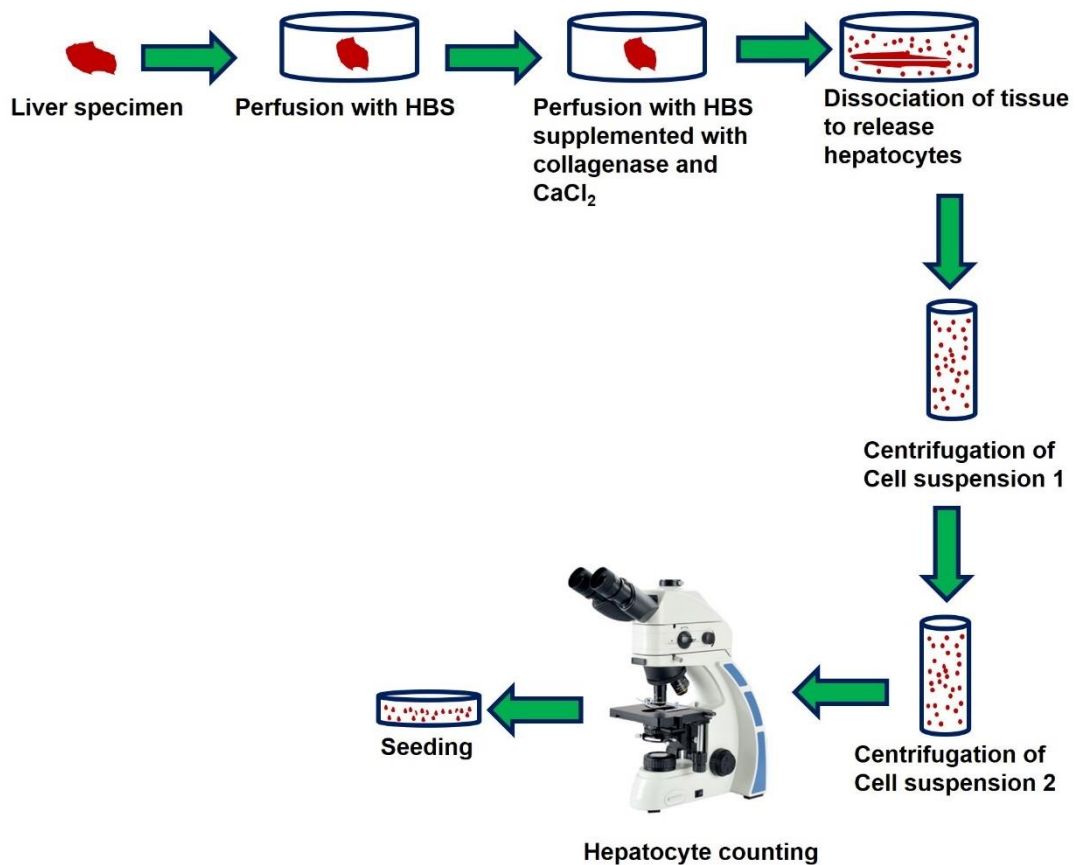 Liver specimen
Perfusion with HBS
Perfusion with HBS
supplemented with
collagenase and
CaCl₂
Dissociation of tissue
to release
hepatocytes
Centrifugation of
Cell suspension 1
Centrifugation of
Cell suspension 2
Hepatocyte counting
Seeding